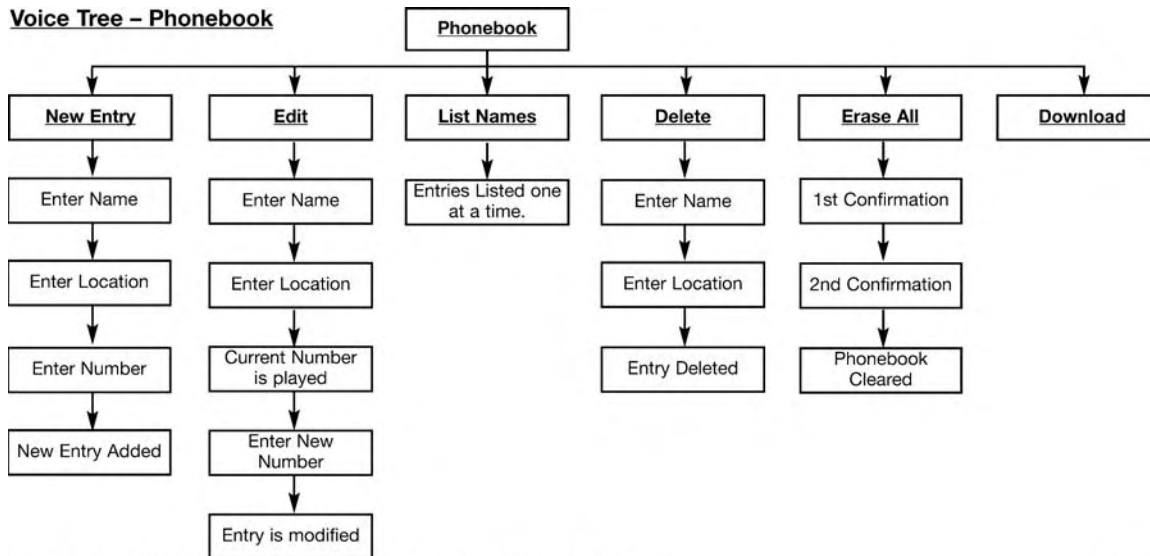 Voice Tree – Phonebook
Phonebook
New Entry
Edit
List Names
Delete
Erase All
Download
Enter Name
Enter Name
Entries Listed one
at a time.
Enter Name
1st Confirmation
Enter Location
Enter Location
Enter Location
2nd Confirmation
Enter Number
Current Number
is played
Entry Deleted
Phonebook
Cleared
New Entry Added
Enter New
Number
Entry is modified